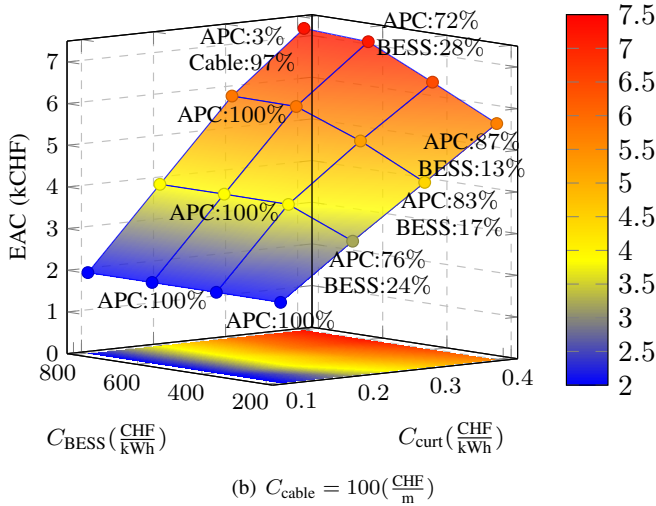 APC:3%
Cable:97%
APC:72%
BESS:28%
APC:100%
APC:87%
BESS:13%
APC:100%
APC:83%
BESS:17%
APC:76%
BESS:24%
APC:100%
APC:100%
EAC (kCHF)
7
6
5
4
3
2
1
0
800
600
400
200
0.1
0.2
0.3
0.4
C_BESS(CHF/kWh)
C_curt(CHF/kWh)
7.5
7
6.5
6
5.5
5
4.5
4
3.5
3
2.5
2
(b) C_cable = 100(CHF/m)